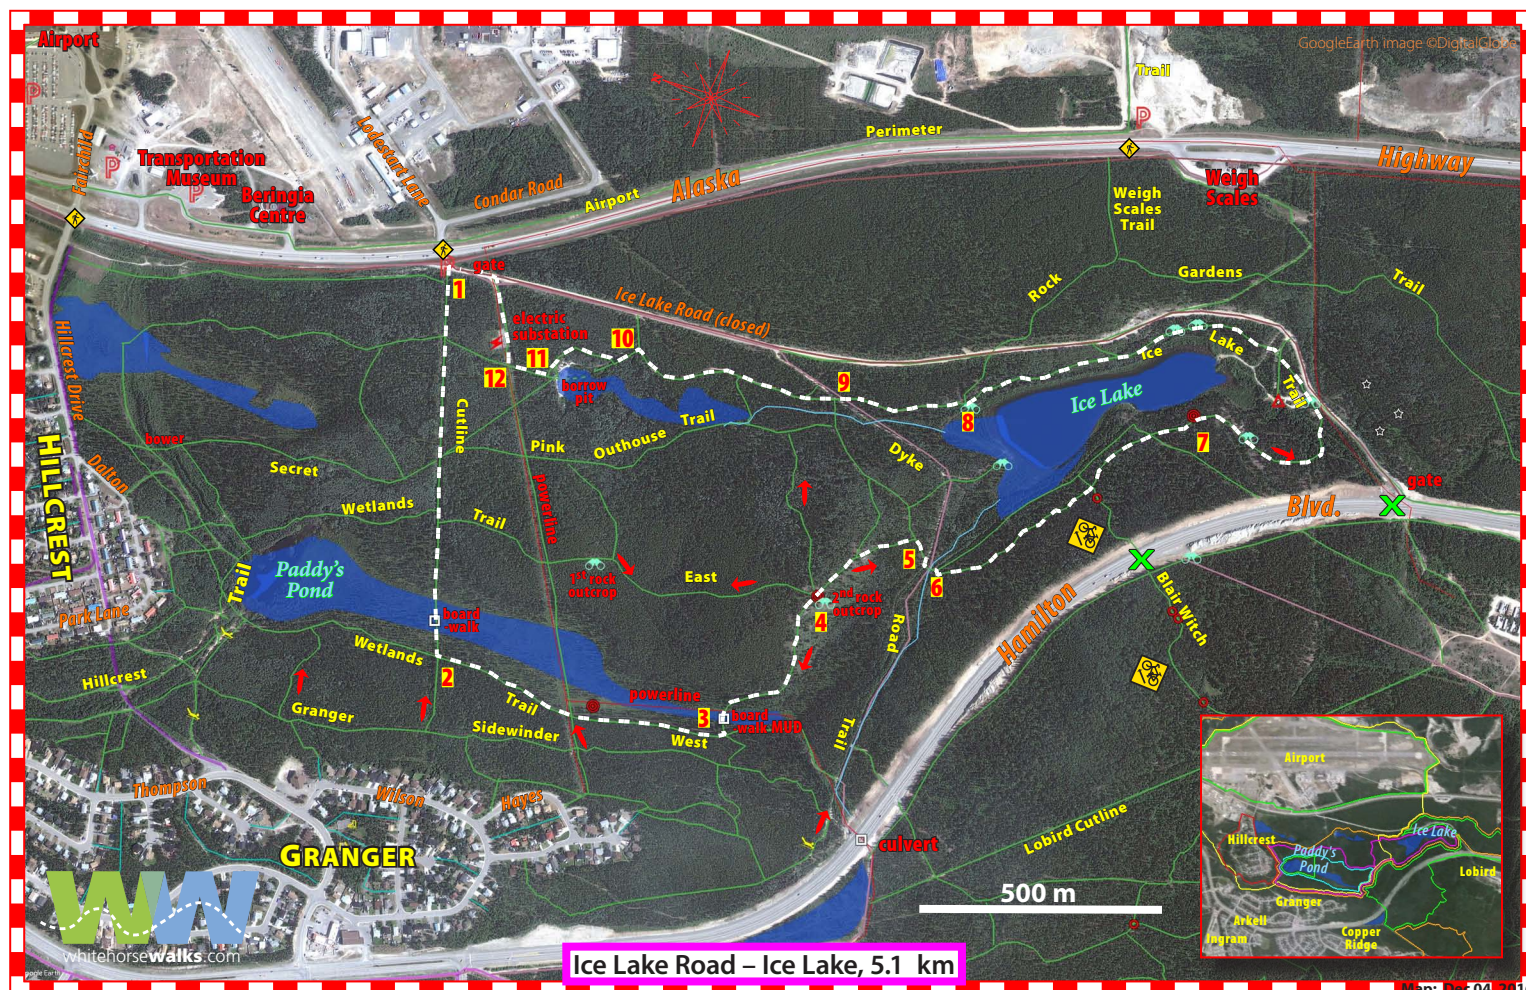 Airport
GoogleEarth image ©DigitalGlobe
P
Trail
P
Fairchild
Lodestart Lane
Perimeter
P
Transportation
Museum
P
Beringia
Centre
Condar Road
Airport
Alaska
Highway
Weigh
Scales
Weigh
Scales
Trail
gate
1
Ice Lake Road (closed)
Rock
Gardens
Trail
Hillcrest Drive
electric
substation
10
11
12
borrow
pit
9
Ice
Lake
Trail
Ice Lake
8
7
Cutline
Pink
Outhouse
Trail
bower
Dalton
HILLCREST
Secret
Wetlands
Trail
powerline
Dyke
gate
Blvd.
Trail
Paddy's
Pond
1st rock
outcrop
East
5
6
2nd rock
outcrop
4
Road
Hamilton
Blair Witch
Park Lane
board
walk
Wetlands
2
Hillcrest
Granger
Trail
powerline
3
board
walk MUD
Sidewinder
West
Trail
Thompson
Wilson
Hayes
GRANGER
culvert
Lobird Cutline
500 m
Airport
Hillcrest
Ice Lake
Paddy's
Pond
Lobird
Granger
Arkell
Ingram
Copper
Ridge
WW
whitehorsewalks.com
Google Earth
Ice Lake Road – Ice Lake, 5.1 km